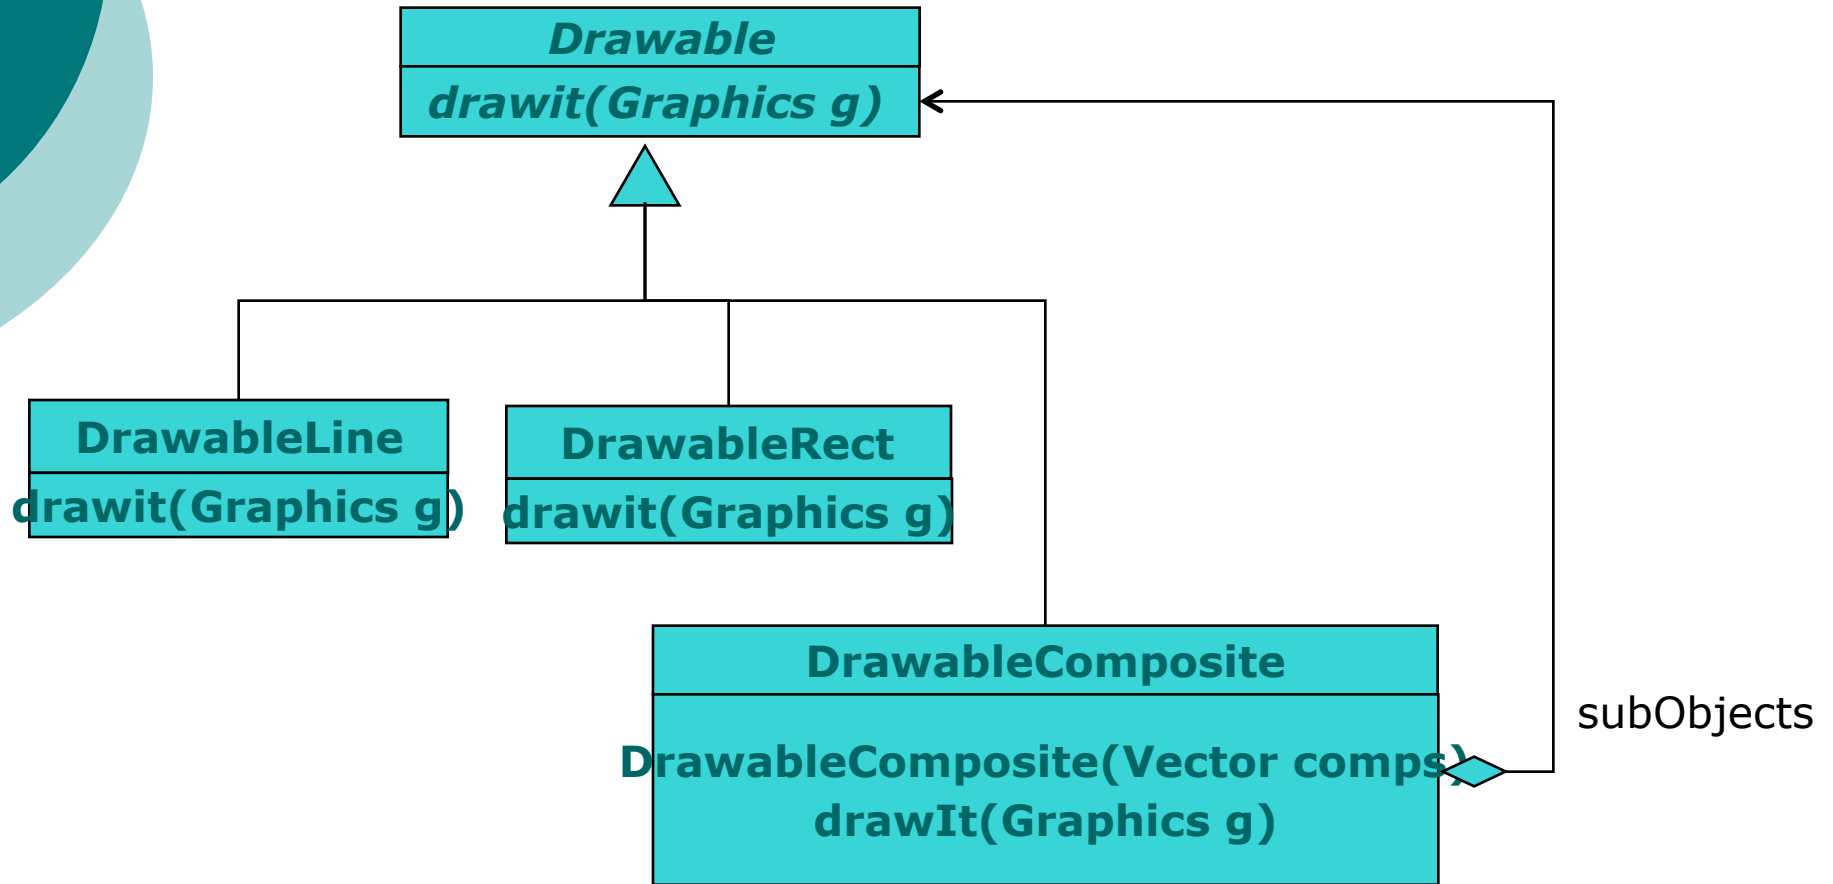 Drawable
drawit(Graphics g)
DrawableLine
drawit(Graphics g)
DrawableRect
drawit(Graphics g)
DrawableComposite
DrawableComposite(Vector comps)
drawIt(Graphics g)
subObjects